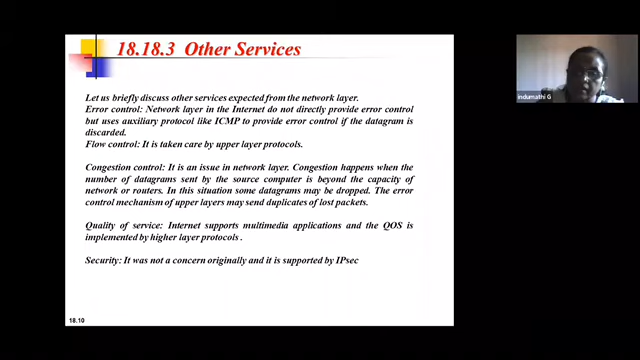 18.18.3 Other Services
Let us briefly discuss other services expected from the network layer.
Error control: Network layer in the Internet do not directly provide error control
but uses auxiliary protocol like ICMP to provide error control if the datagram is
discarded.
Flow control: It is taken care by upper layer protocols.
Congestion control: It is an issue in network layer. Congestion happens when the
number of datagrams sent by the source computer is beyond the capacity of
network or routers. In this situation some datagrams may be dropped. The error
control mechanism of upper layers may send duplicates of lost packets.
Quality of service: Internet supports multimedia applications and the QOS is
implemented by higher layer protocols .
Security: It was not a concern originally and it is supported by IPsec
18.10
indumathi G